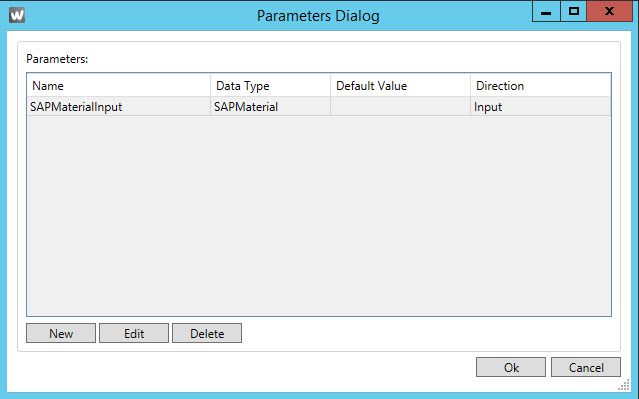 W Parameters Dialog
Parameters:
Name Data Type Default Value Direction
SAPMaterialInput SAPMaterial Input
New Edit Delete
Ok Cancel